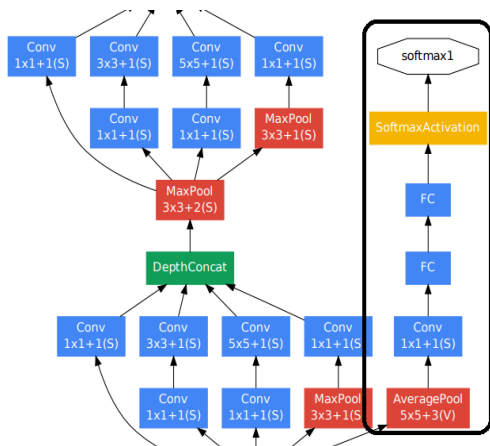 Conv Conv Conv Conv
1x1+1(S) 3x3+1(S) 5x5+1(S) 1x1+1(S)
softmax1
Conv Conv MaxPool
1x1+1(S) 1x1+1(S) 3x3+1(S)
SoftmaxActivation
MaxPool
3x3+2(S)
FC
DepthConcat
FC
Conv Conv Conv Conv Conv
1x1+1(S) 3x3+1(S) 5x5+1(S) 1x1+1(S) 1x1+1(S)
Conv Conv MaxPool AveragePool
1x1+1(S) 1x1+1(S) 3x3+1(S) 5x5+3(V)